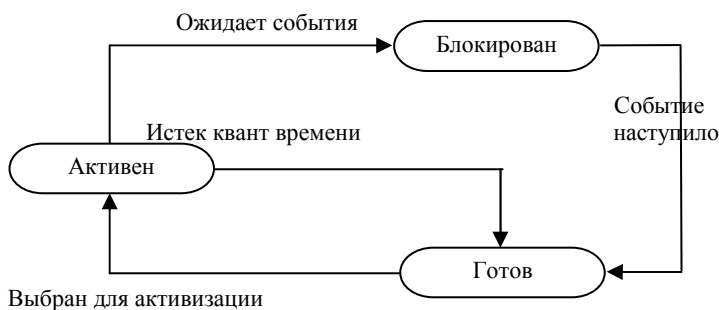 Ожидает события
Блокирован
Событие
наступило
Истек квант времени
Активен
Готов
Выбран для активизации